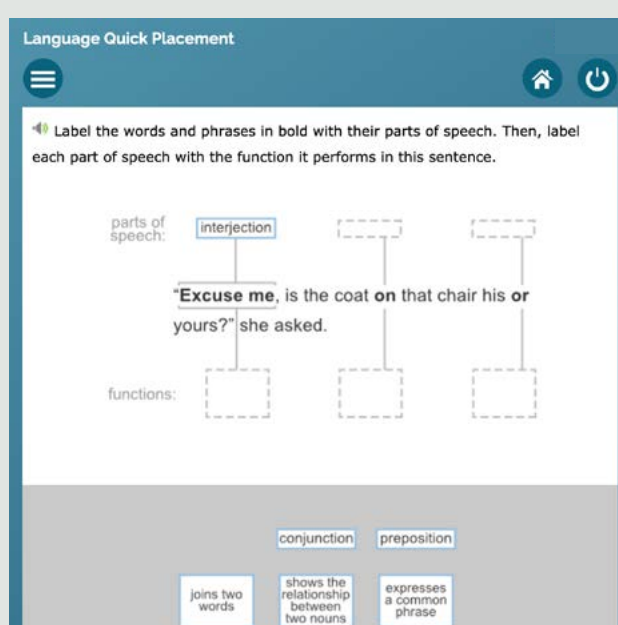 Language Quick Placement
Label the words and phrases in bold with their parts of speech. Then, label
each part of speech with the function it performs in this sentence.
parts of
speech:
interjection
“Excuse me, is the coat on that chair his or
yours?” she asked.
functions:
conjunction
preposition
joins two
words
shows the
relationship
between
two nouns
expresses
a common
phrase